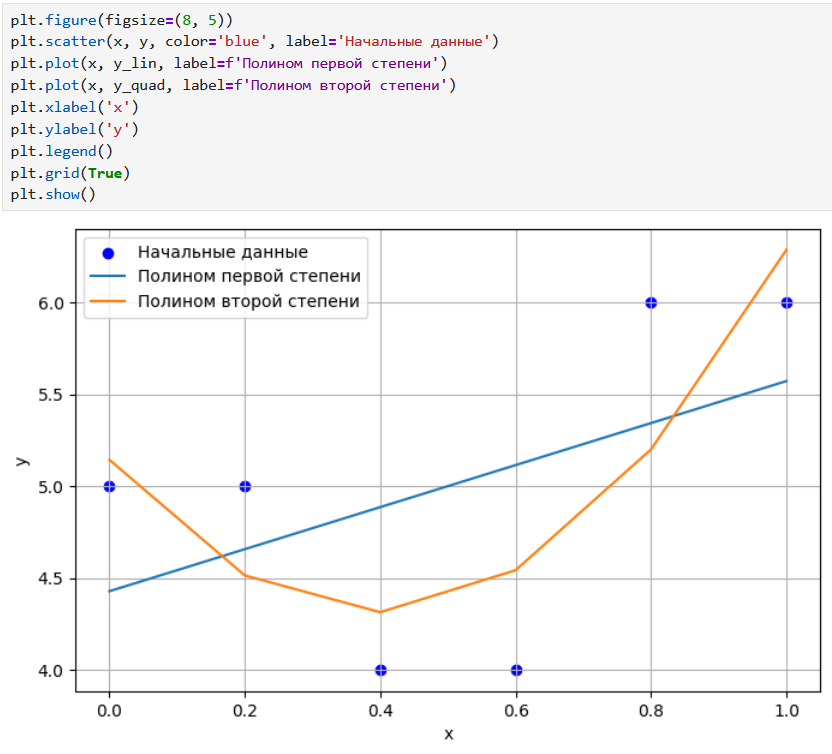 plt.figure(figsize=(8, 5))
plt.scatter(x, y, color='blue', label='Начальные данные')
plt.plot(x, y_lin, label=f'Полином первой степени')
plt.plot(x, y_quad, label=f'Полином второй степени')
plt.xlabel('x')
plt.ylabel('y')
plt.legend()
plt.grid(True)
plt.show()
Начальные данные
Полином первой степени
Полином второй степени
6.0
5.5
5.0
4.5
4.0
y
0.0 0.2 0.4 0.6 0.8 1.0
x